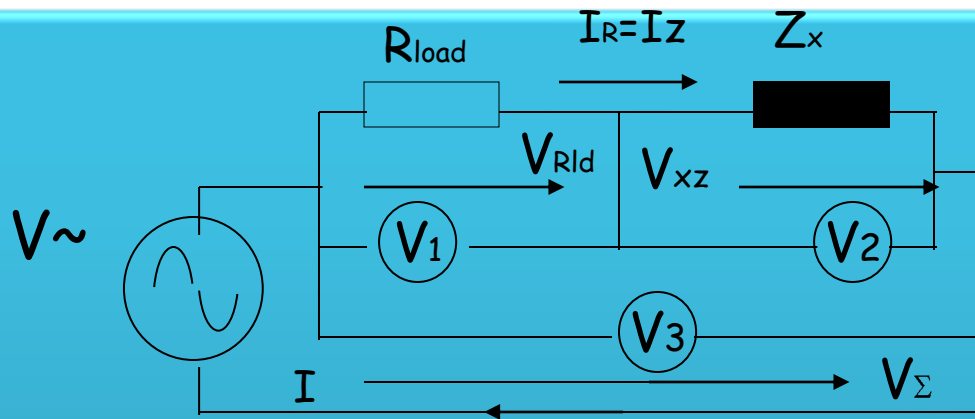 IR=Iz
Zx
Rload
VRld
Vxz
V~
V1
V2
V3
I
VΣ